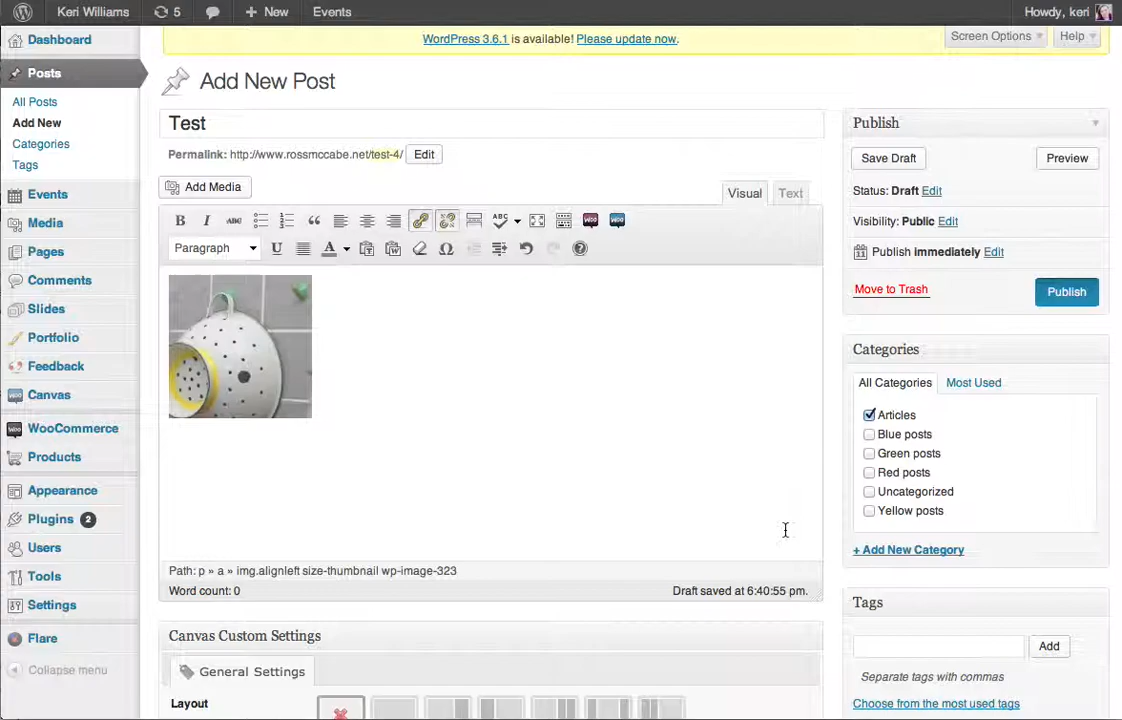 Keri Williams
5
New
Events
Howdy, keri
Dashboard
Posts
All Posts
Add New
Categories
Tags
Events
Media
Pages
Comments
Slides
Portfolio
Feedback
Canvas
WooCommerce
Products
Appearance
Plugins 2
Users
Tools
Settings
Flare
Collapse menu
WordPress 3.6.1 is available! Please update now.
Screen Options
Help
Add New Post
Test
Permalink: http://www.rossmccabe.net/test-4/
Edit
Add Media
Visual
Text
B I ABC
ABC
Paragraph
U
A
Path: p » a » img.alignleft size-thumbnail wp-image-323
Word count: 0
Draft saved at 6:40:55 pm.
Canvas Custom Settings
General Settings
Layout
Publish
Save Draft
Preview
Status: Draft Edit
Visibility: Public Edit
Publish immediately Edit
Move to Trash
Publish
Categories
All Categories
Most Used
Articles
Blue posts
Green posts
Red posts
Uncategorized
Yellow posts
+ Add New Category
Tags
Add
Separate tags with commas
Choose from the most used tags